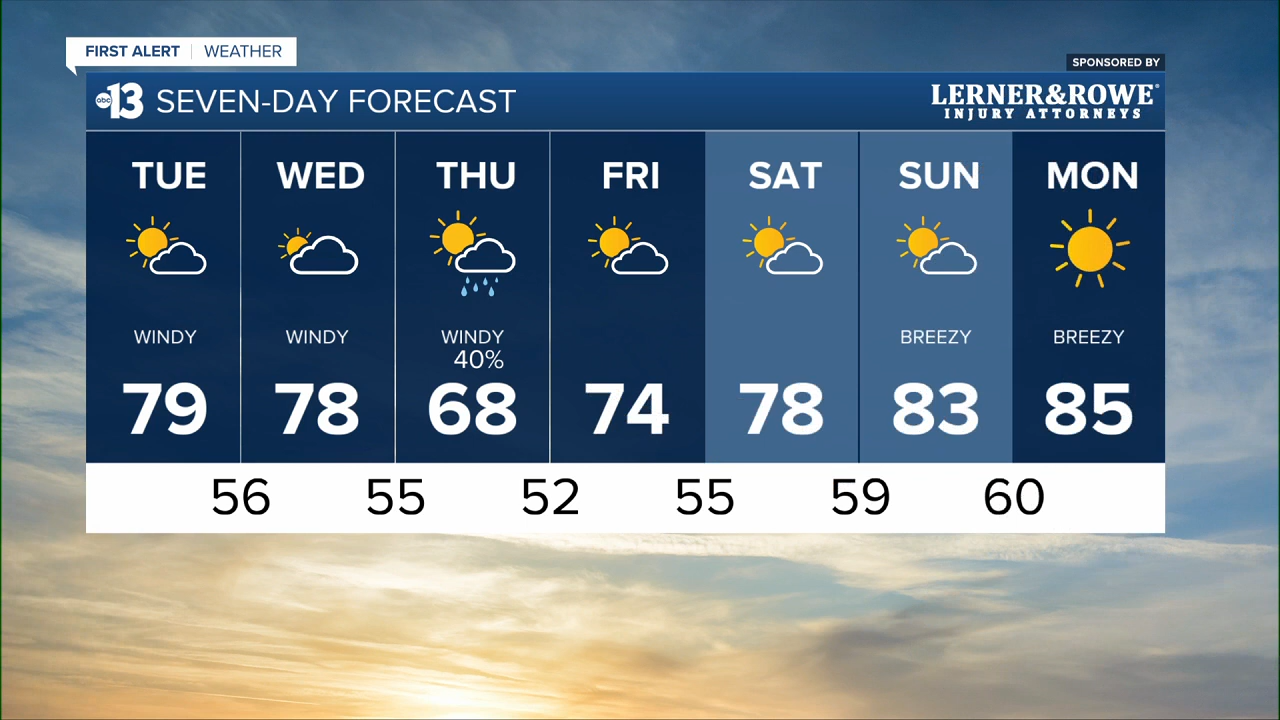 FIRST ALERT | WEATHER
SPONSORED BY
abc 13 SEVEN-DAY FORECAST
LERNER&ROWE®
INJURY ATTORNEYS
TUE WED THU FRI SAT SUN MON
WINDY WINDY WINDY BREEZY BREEZY
40%
79 78 68 74 78 83 85
56 55 52 55 59 60